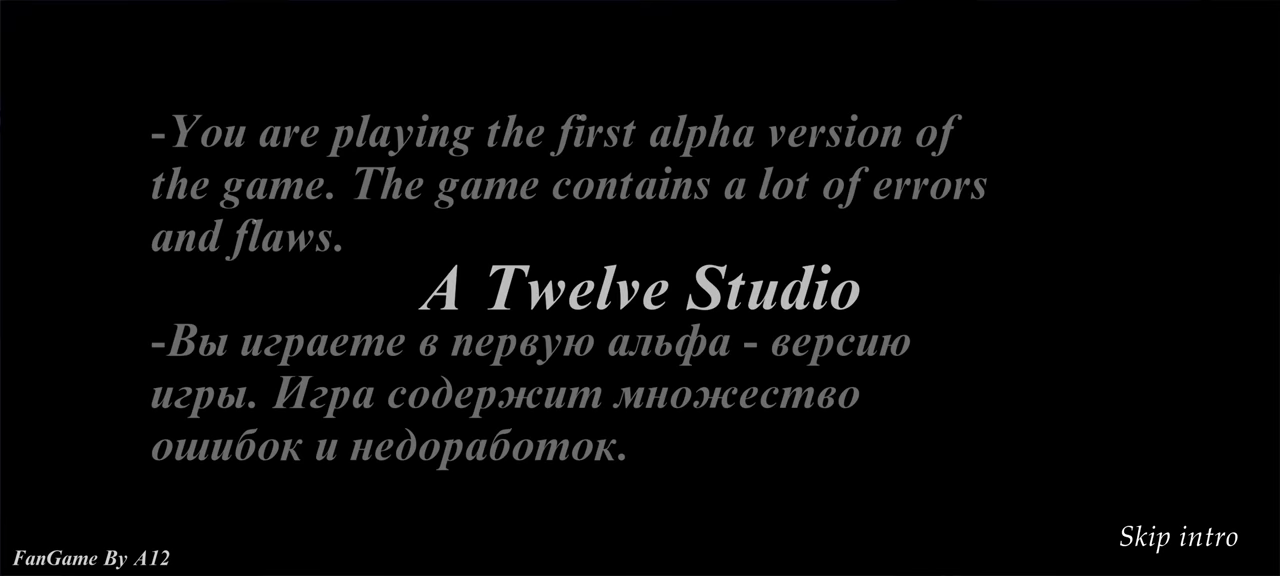 -You are playing the first alpha version of
the game. The game contains a lot of errors
and flaws.
A Twelve Studio
-Вы играете в первую альфа - версию
игры. Игра содержит множество
ошибок и недоработок.
Skip intro
FanGame By A12